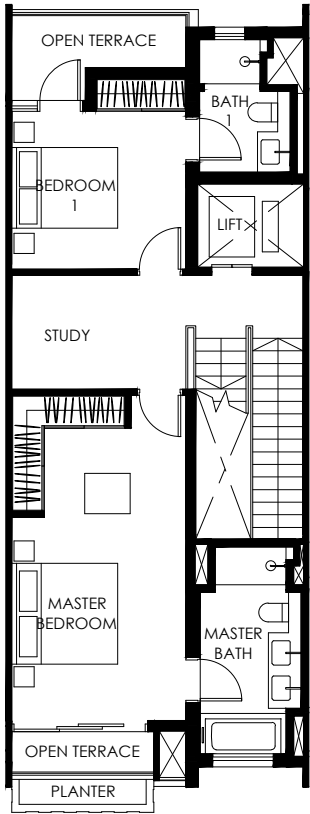 OPEN TERRACE
BATH
1
BEDROOM
1
LIFT
STUDY
MASTER
BEDROOM
MASTER
BATH
OPEN TERRACE
PLANTER